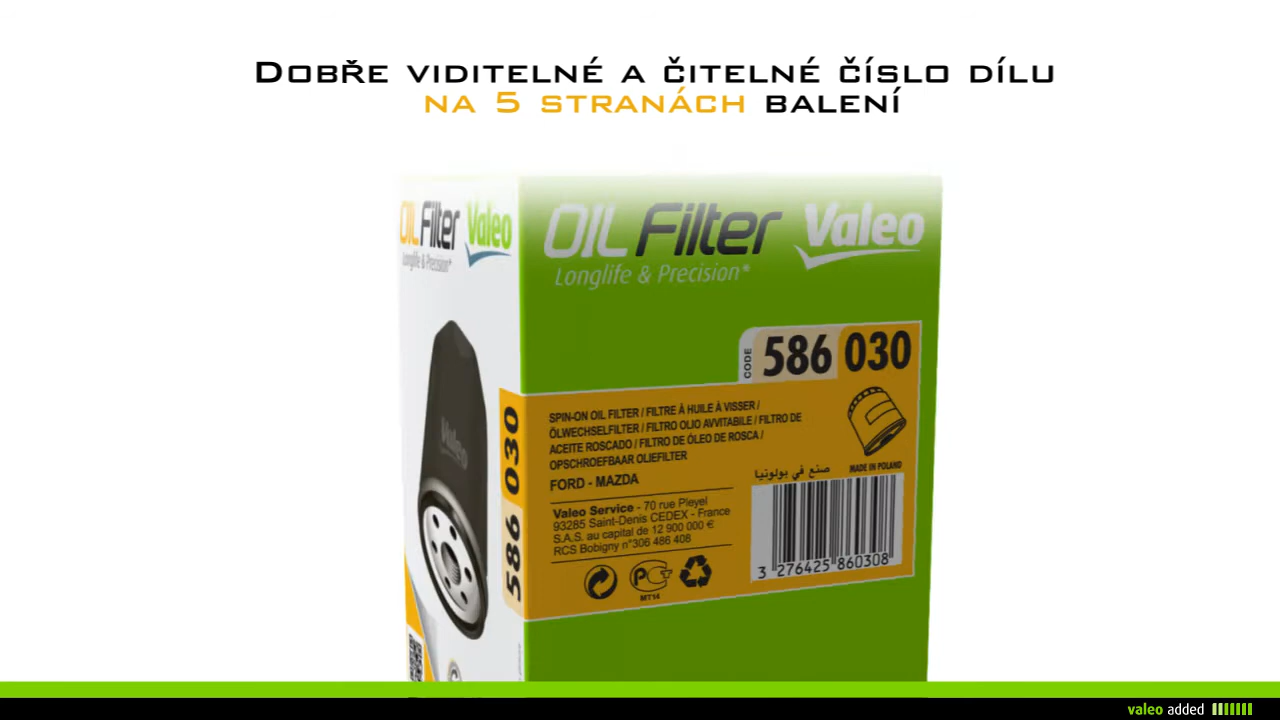 Dobře viditelné a čitelné číslo dílu
na 5 stranách balení
OIL Filter Valeo
Longlife & Precision*
OIL Filter Valeo
Longlife & Precision*
CODE 586 030
586 030
SPIN-ON OIL FILTER / FILTRE À HUILE À VISSER /
ÖLWECHSELFILTER / FILTRO OLIO AVVITABILE / FILTRO DE
ACEITE ROSCADO / FILTRO DE ÓLEO DE ROSCA /
OPSCHROEFBAAR OLIEFILTER
FORD - MAZDA
صنع في بولونيا
MADE IN POLAND
Valeo Service - 70 rue Pleyel
93285 Saint-Denis CEDEX - France
S.A.S. au capital de 12 900 000 €
RCS Bobigny n°306 486 408
MT14
3 276425 860308
Valeo
valeo added